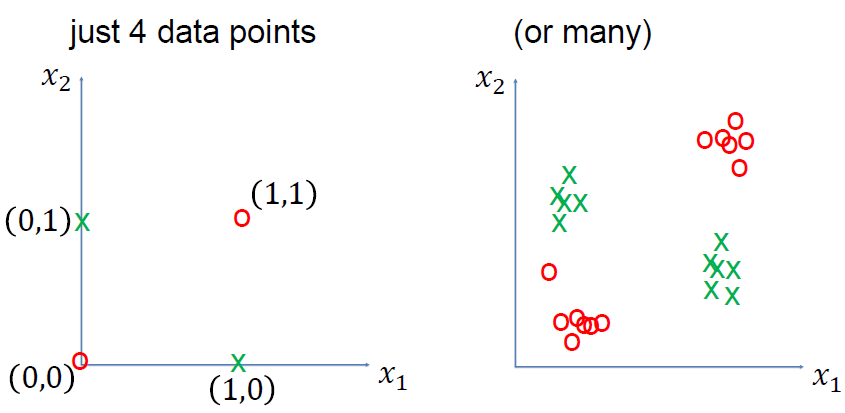 just 4 data points
x₂
(0,1)
x
o
(1,1)
o
(0,0)
x
(1,0)
x₁
(or many)
x₂
x₁